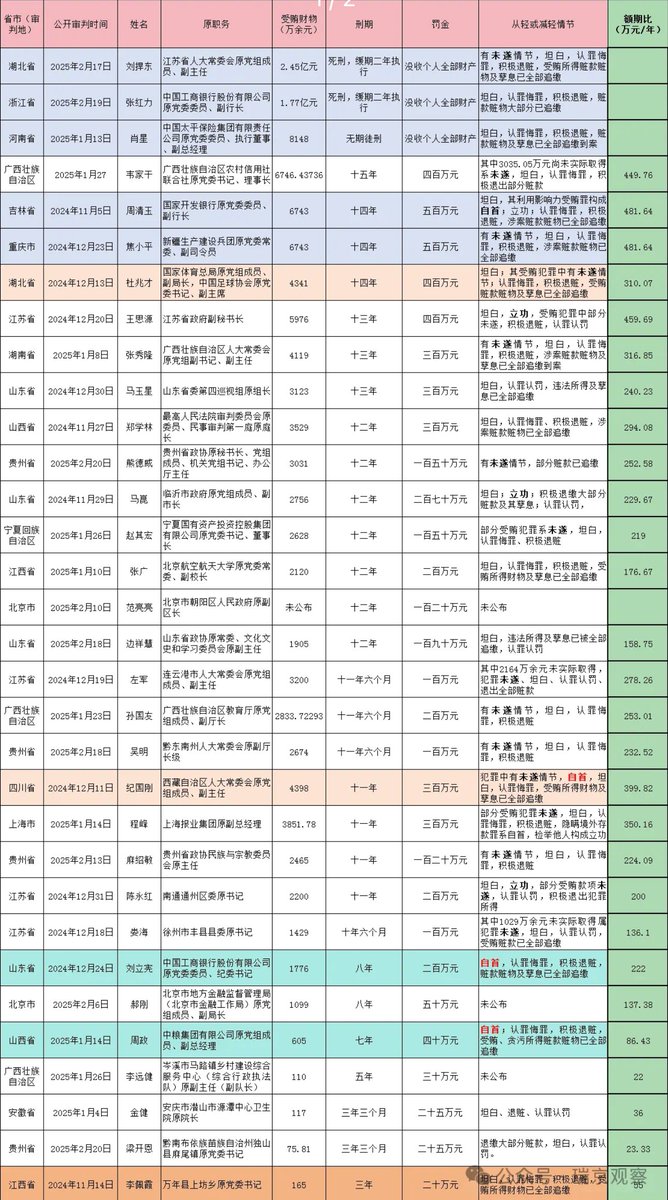 1 / 2
省市（审判地） 公开审判时间 姓名 原职务 受贿财物（万余元） 刑期 罚金 从轻或减轻情节 额期比（万元/年）
湖北省 2025年2月17日 刘捍东 江苏省人大常委会原党组成员、副主任 2.45亿元 死刑，缓期二年执行 没收个人全部财产 有未遂情节，坦白，认罪悔罪，积极退赃，受贿所得赃款赃物及孳息已全部追缴
浙江省 2025年2月19日 张红力 中国工商银行股份有限公司原党委委员、副行长 1.77亿元 死刑，缓期二年执行 没收个人全部财产 坦白，认罪悔罪，积极退赃，赃款赃物大部分已追缴
河南省 2025年1月13日 肖星 中国太平保险集团有限责任公司原党委委员、执行董事、副总经理 8148 无期徒刑 没收个人全部财产 坦白，认罪悔罪，积极退赃，赃款赃物及孳息已全部追缴到案
广西壮族自治区 2025年1月27 韦家干 广西壮族自治区农村信用社联合社原党委书记、理事长 6746.43736 十五年 四百万元 其中3035.05万元尚未实际取得系未遂，坦白，认罪悔罪，积极退出部分赃款 449.76
吉林省 2024年11月5日 周清玉 国家开发银行原党委委员、副行长 6743 十四年 五百万元 坦白，其利用影响力受贿罪构成自首；立功；认罪悔罪，积极退赃，涉案赃款赃物已全部追缴 481.64
重庆市 2024年12月23日 焦小平 新疆生产建设兵团原党委常委、副司令员 6743 十四年 五百万元 有未遂情节，坦白，认罪悔罪，积极退赃，涉案赃款赃物已全部追缴 481.64
湖北省 2024年12月13日 杜兆才 国家体育总局原党组成员、副局长，中国足球协会原党委书记、副主席 4341 十四年 四百万元 坦白；其受贿犯罪中有未遂情节；认罪悔罪，积极退赃，受贿所得赃款赃物及孳息已全部追缴 310.07
江苏省 2024年12月20日 王思源 江苏省政府副秘书长 5976 十三年 四百万元 坦白，立功，受贿犯罪中部分未遂，积极退赃，认罪认罚 459.69
湖南省 2025年1月8日 张秀隆 广西壮族自治区人大常委会原党组副书记、副主任 4119 十三年 三百万元 有未遂情节，坦白，认罪悔罪，积极退赃，涉案赃款赃物及孳息已全部追缴到案 316.85
山东省 2024年12月30日 马玉星 山东省委第四巡视组原组长 3123 十三年 三百万元 坦白，认罪认罚，违法所得及孳息已全部追缴 240.23
山西省 2024年11月27日 郑学林 最高人民法院审判委员会原委员、民事审判第一庭原庭长 3529 十二年 三百万元 坦白，认罪悔罪、积极退赃，涉案赃款赃物已全部追缴 294.08
贵州省 2025年2月20日 熊德威 贵州省政协原秘书长、党组成员、机关党组书记、办公厅主任 3031 十二年 一百五十万元 有未遂情节，部分赃款已追缴 252.58
山东省 2024年11月29日 马崑 临沂市政府原党组成员、副市长 2756 十二年 二百七十万元 坦白；立功；积极退缴大部分赃款及其孳息；认罪认罚， 229.67
宁夏回族自治区 2025年1月26日 赵其宏 宁夏国有资产投资控股集团有限公司原党委书记、董事长 2628 十二年 一百五十万元 部分受贿犯罪系未遂，坦白，认罪悔罪、积极退赃 219
江西省 2025年1月10日 张广 北京航空航天大学原党委常委、副校长 2120 十二年 二百万元 坦白，认罪悔罪，积极退赃，受贿所得财物及孳息已全部追缴 176.67
北京市 2025年2月10日 范亮亮 北京市朝阳区人民政府原副区长 未公布 十二年 一百二十万元 未公布
山东省 2025年2月18日 边祥慧 山东省政协原常委、文化文史和学习委员会原副主任 1905 十二年 一百九十万元 坦白，违法所得及孳息已被全部追缴，认罪认罚 158.75
江苏省 2024年12月19日 左军 连云港市人大常委会原党组成员、副主任 3200 十一年六个月 一百万元 其中2164万余元未实际取得，犯罪未遂、坦白、认罪认罚、退出全部赃款 278.26
广西壮族自治区 2025年1月23日 孙国友 广西壮族自治区教育厅原党组成员、副厅长 2833.72293 十一年六个月 二百万元 有未遂情节，坦白，认罪悔罪，积极退赃 253.01
贵州省 2025年2月18日 吴明 黔东南州人大常委会原副厅长级 2674 十一年六个月 一百万元 有未遂情节，坦白，认罪悔罪，积极退赃 232.52
四川省 2024年12月11日 纪国刚 西藏自治区人大常委会原党组成员、副主任 4398 十一年 三百万元 犯罪中有未遂情节，自首，坦白，认罪悔罪，受贿所得财物及孳息已全部追缴 399.82
上海市 2025年1月14日 程峰 上海报业集团原副总经理 3851.78 十一年 三百万元 部分受贿犯罪未遂，坦白，认罪悔罪，积极退赃，隐瞒境外存款罪系自首，检举他人构成立功 350.16
贵州省 2025年2月13日 麻绍敏 贵州省政协民族与宗教委员会原主任 2465 十一年 一百二十万元 有未遂情节，坦白，认罪悔罪，积极退赃 224.09
江苏省 2024年12月31日 陈永红 南通通州区委原书记 2200 十一年 二百万元 坦白，立功，部分受贿款项未遂，认罪认罚，积极退出犯罪所得 200
江苏省 2024年12月18日 娄海 徐州市丰县县委原书记 1429 十年六个月 一百万元 其中1029万余元未实际取得属犯罪未遂，坦白，认罪认罚，受贿赃款赃物已全部追缴 136.1
山东省 2024年12月24日 刘立宪 中国工商银行股份有限公司原党委委员、纪委书记 1776 八年 二百万元 自首，认罪悔罪，积极退赃，赃款赃物及孳息已全部追缴 222
北京市 2025年2月6日 郝刚 北京市地方金融监督管理局（北京市金融工作局）原党组成员、副局长 1099 八年 五十万元 未公布 137.38
山西省 2025年1月14日 周政 中粮集团有限公司原党组成员、副总经理 605 七年 四十万元 自首；认罪悔罪，积极退赃，受贿、贪污所得赃款赃物已全部追缴 86.43
广西壮族自治区 2025年1月26日 李远健 岑溪市马路镇乡村建设综合服务中心（综合行政执法队）原副主任（副队长） 110 五年 三十万元 未公布 22
安徽省 2025年1月4日 金健 安庆市潜山市源潭中心卫生院原院长 117 三年三个月 二十五万元 坦白、退赃、认罪认罚 36
贵州省 2025年2月20日 梁开恩 黔南布依族苗族自治州独山县麻尾镇原党委书记 75.81 三年三个月 二十五万元 退缴大部分赃款，坦白，认罪认罚。 23.33
江西省 2024年11月14日 李佩霞 万年县上坊乡原党委书记 165 三年 二十万元 坦白，认罪悔罪，积极退赃，受贿所得财物及孳息已全部追缴 55
公众号·瑞京观察